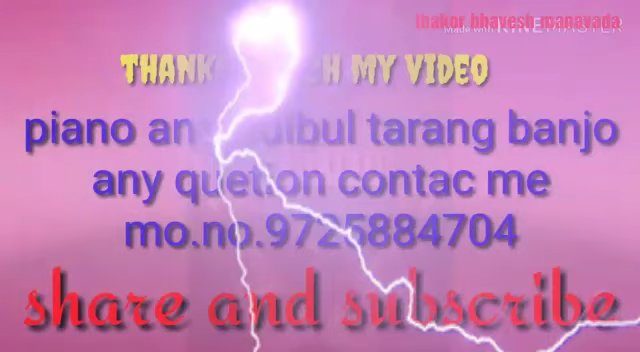 thakor bhavesh manavada
Made with KINEMASTER
THANK MY VIDEO
piano tarang banjo
any quetion contac me
mo.no.9725884704
share and subscribe